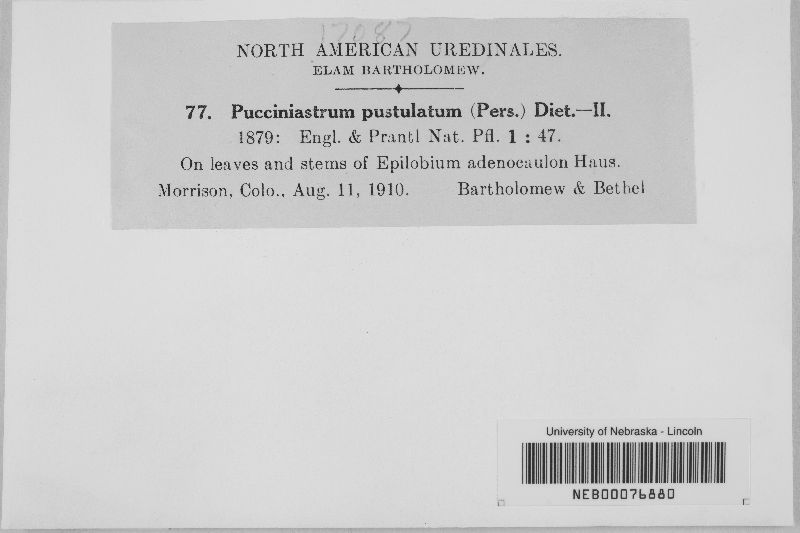 17087
NORTH AMERICAN UREDINALES.
ELAM BARTHOLOMEW.
77. Pucciniastrum pustulatum (Pers.) Diet.—II.
1879: Engl. & Prantl Nat. Pfl. 1 : 47.
On leaves and stems of Epilobium adenocaulon Haus.
Morrison, Colo., Aug. 11, 1910. Bartholomew & Bethel
University of Nebraska - Lincoln
NEB00076880